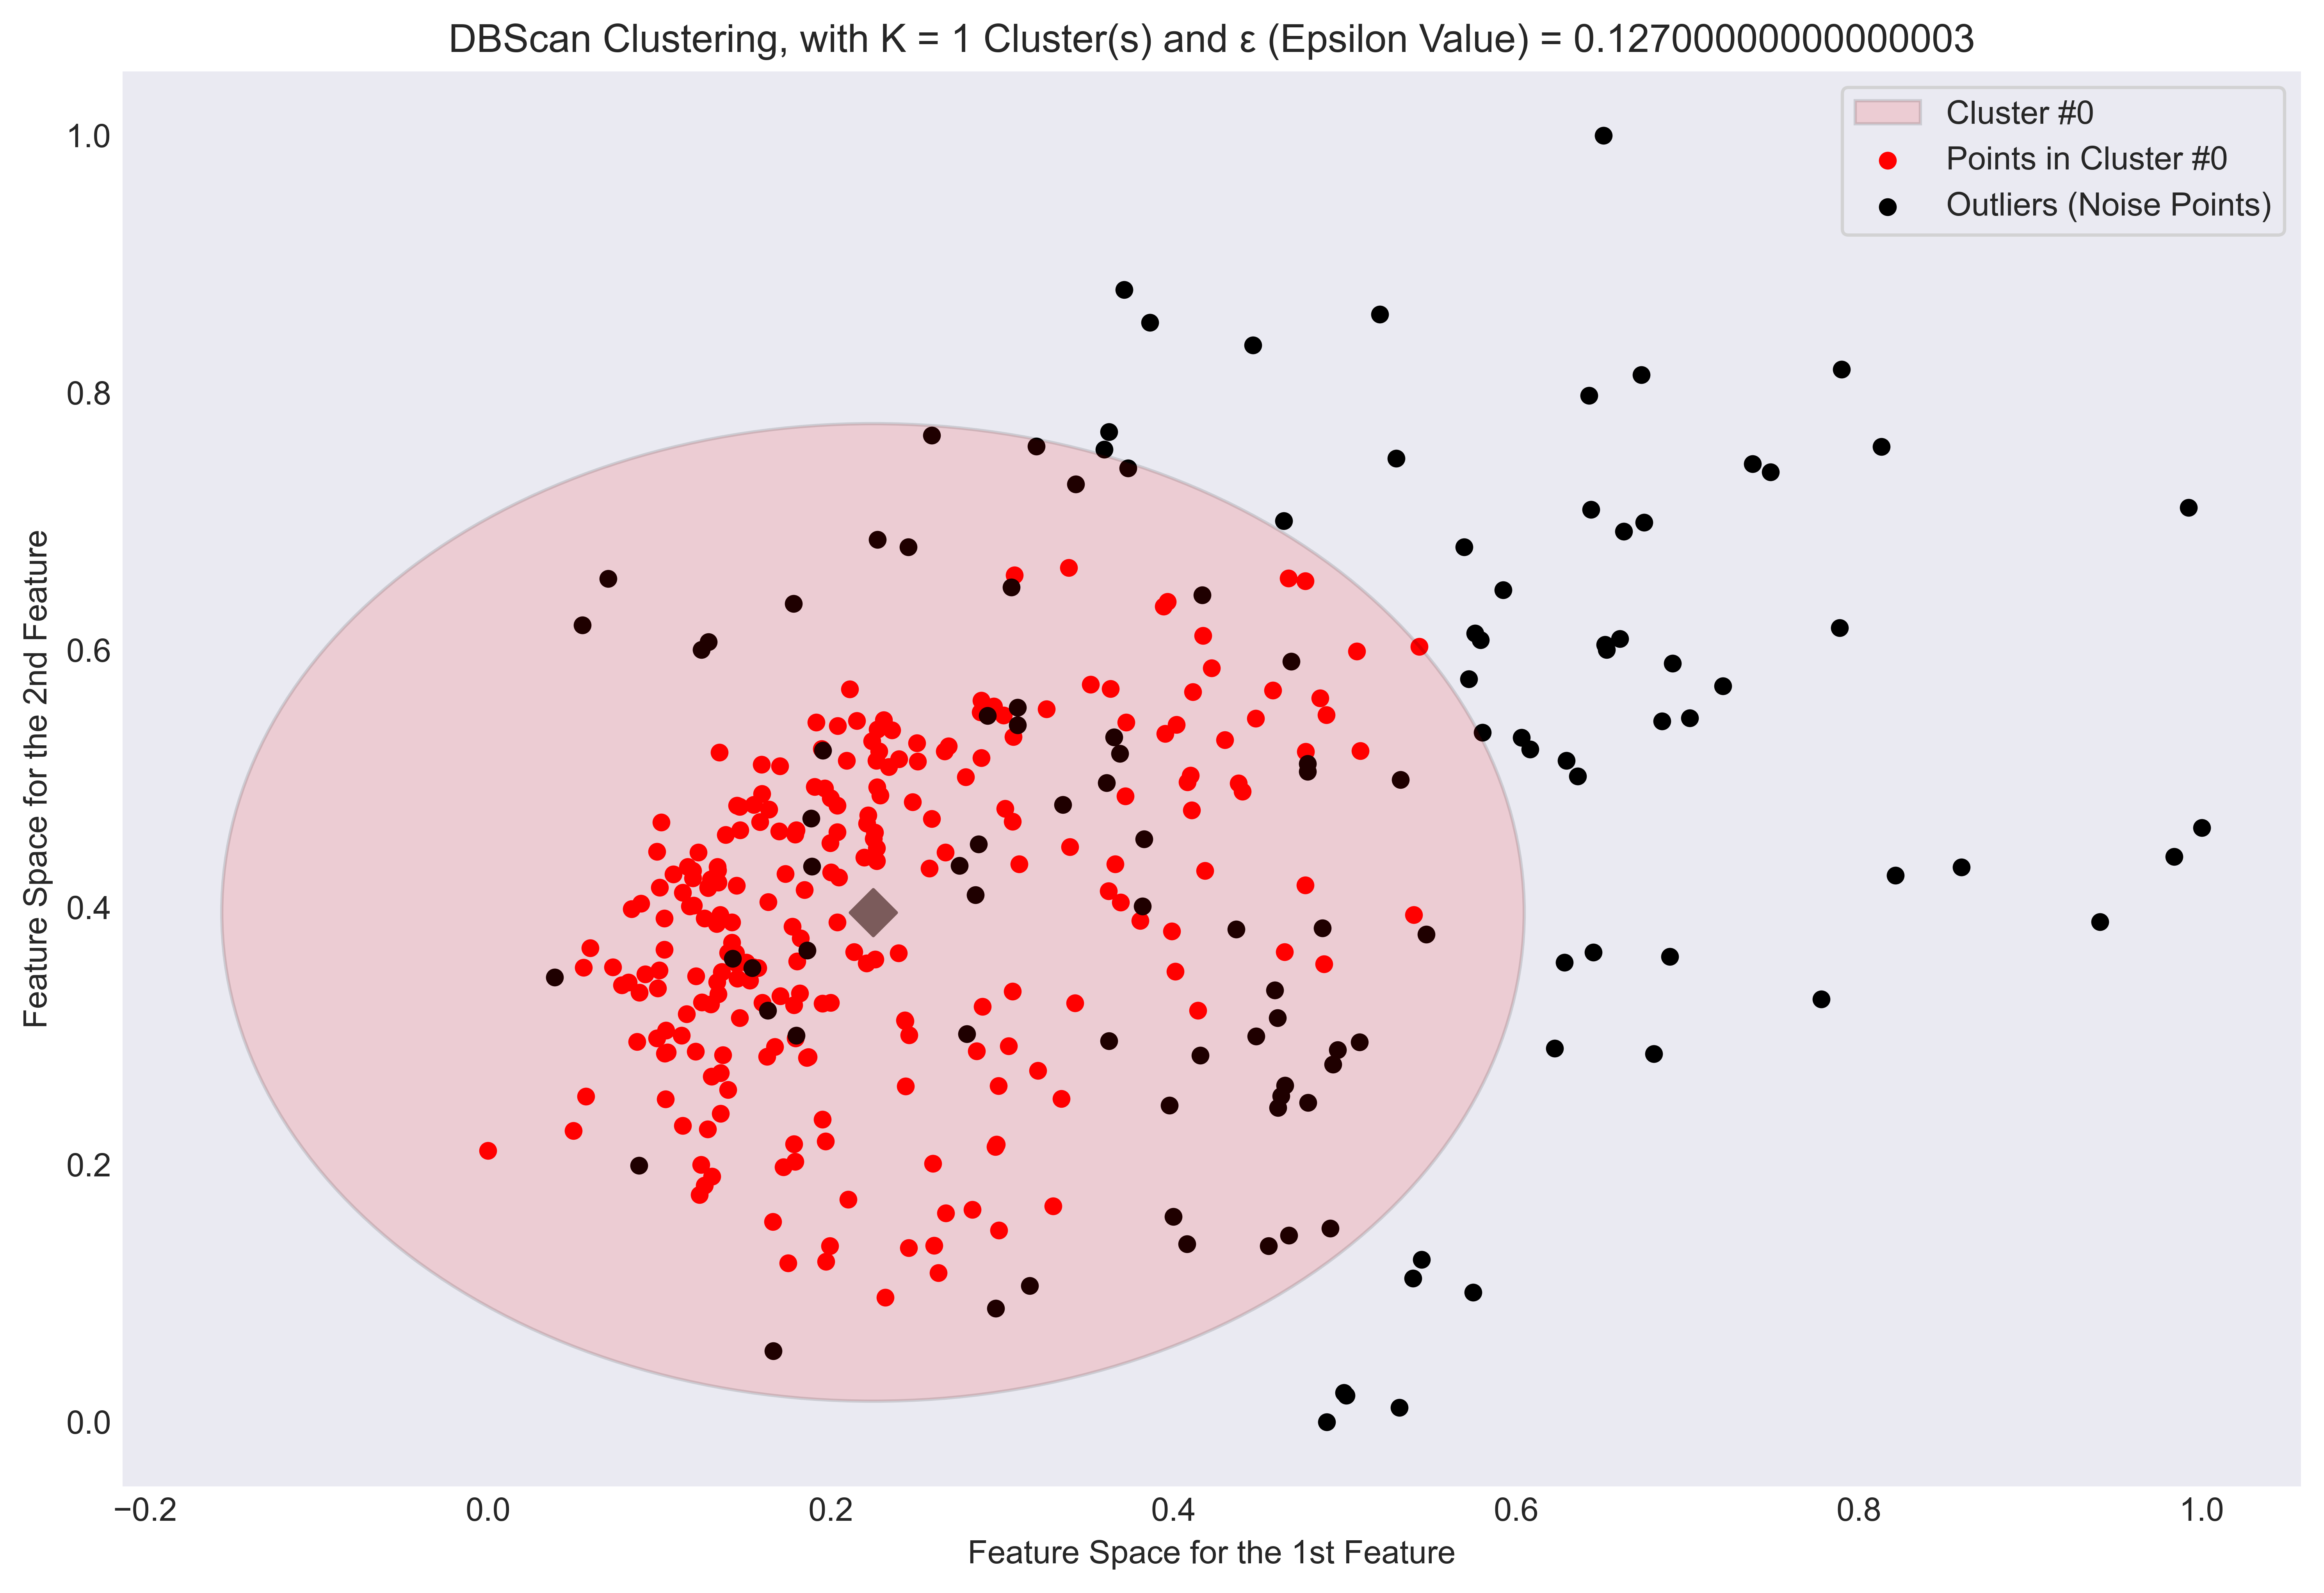 DBScan Clustering, with K = 1 Cluster(s) and ε (Epsilon Value) = 0.12700000000000003
Cluster #0
Points in Cluster #0
Outliers (Noise Points)
Feature Space for the 2nd Feature
1.0
0.8
0.6
0.4
0.2
0.0
−0.2 0.0 0.2 0.4 0.6 0.8 1.0
Feature Space for the 1st Feature